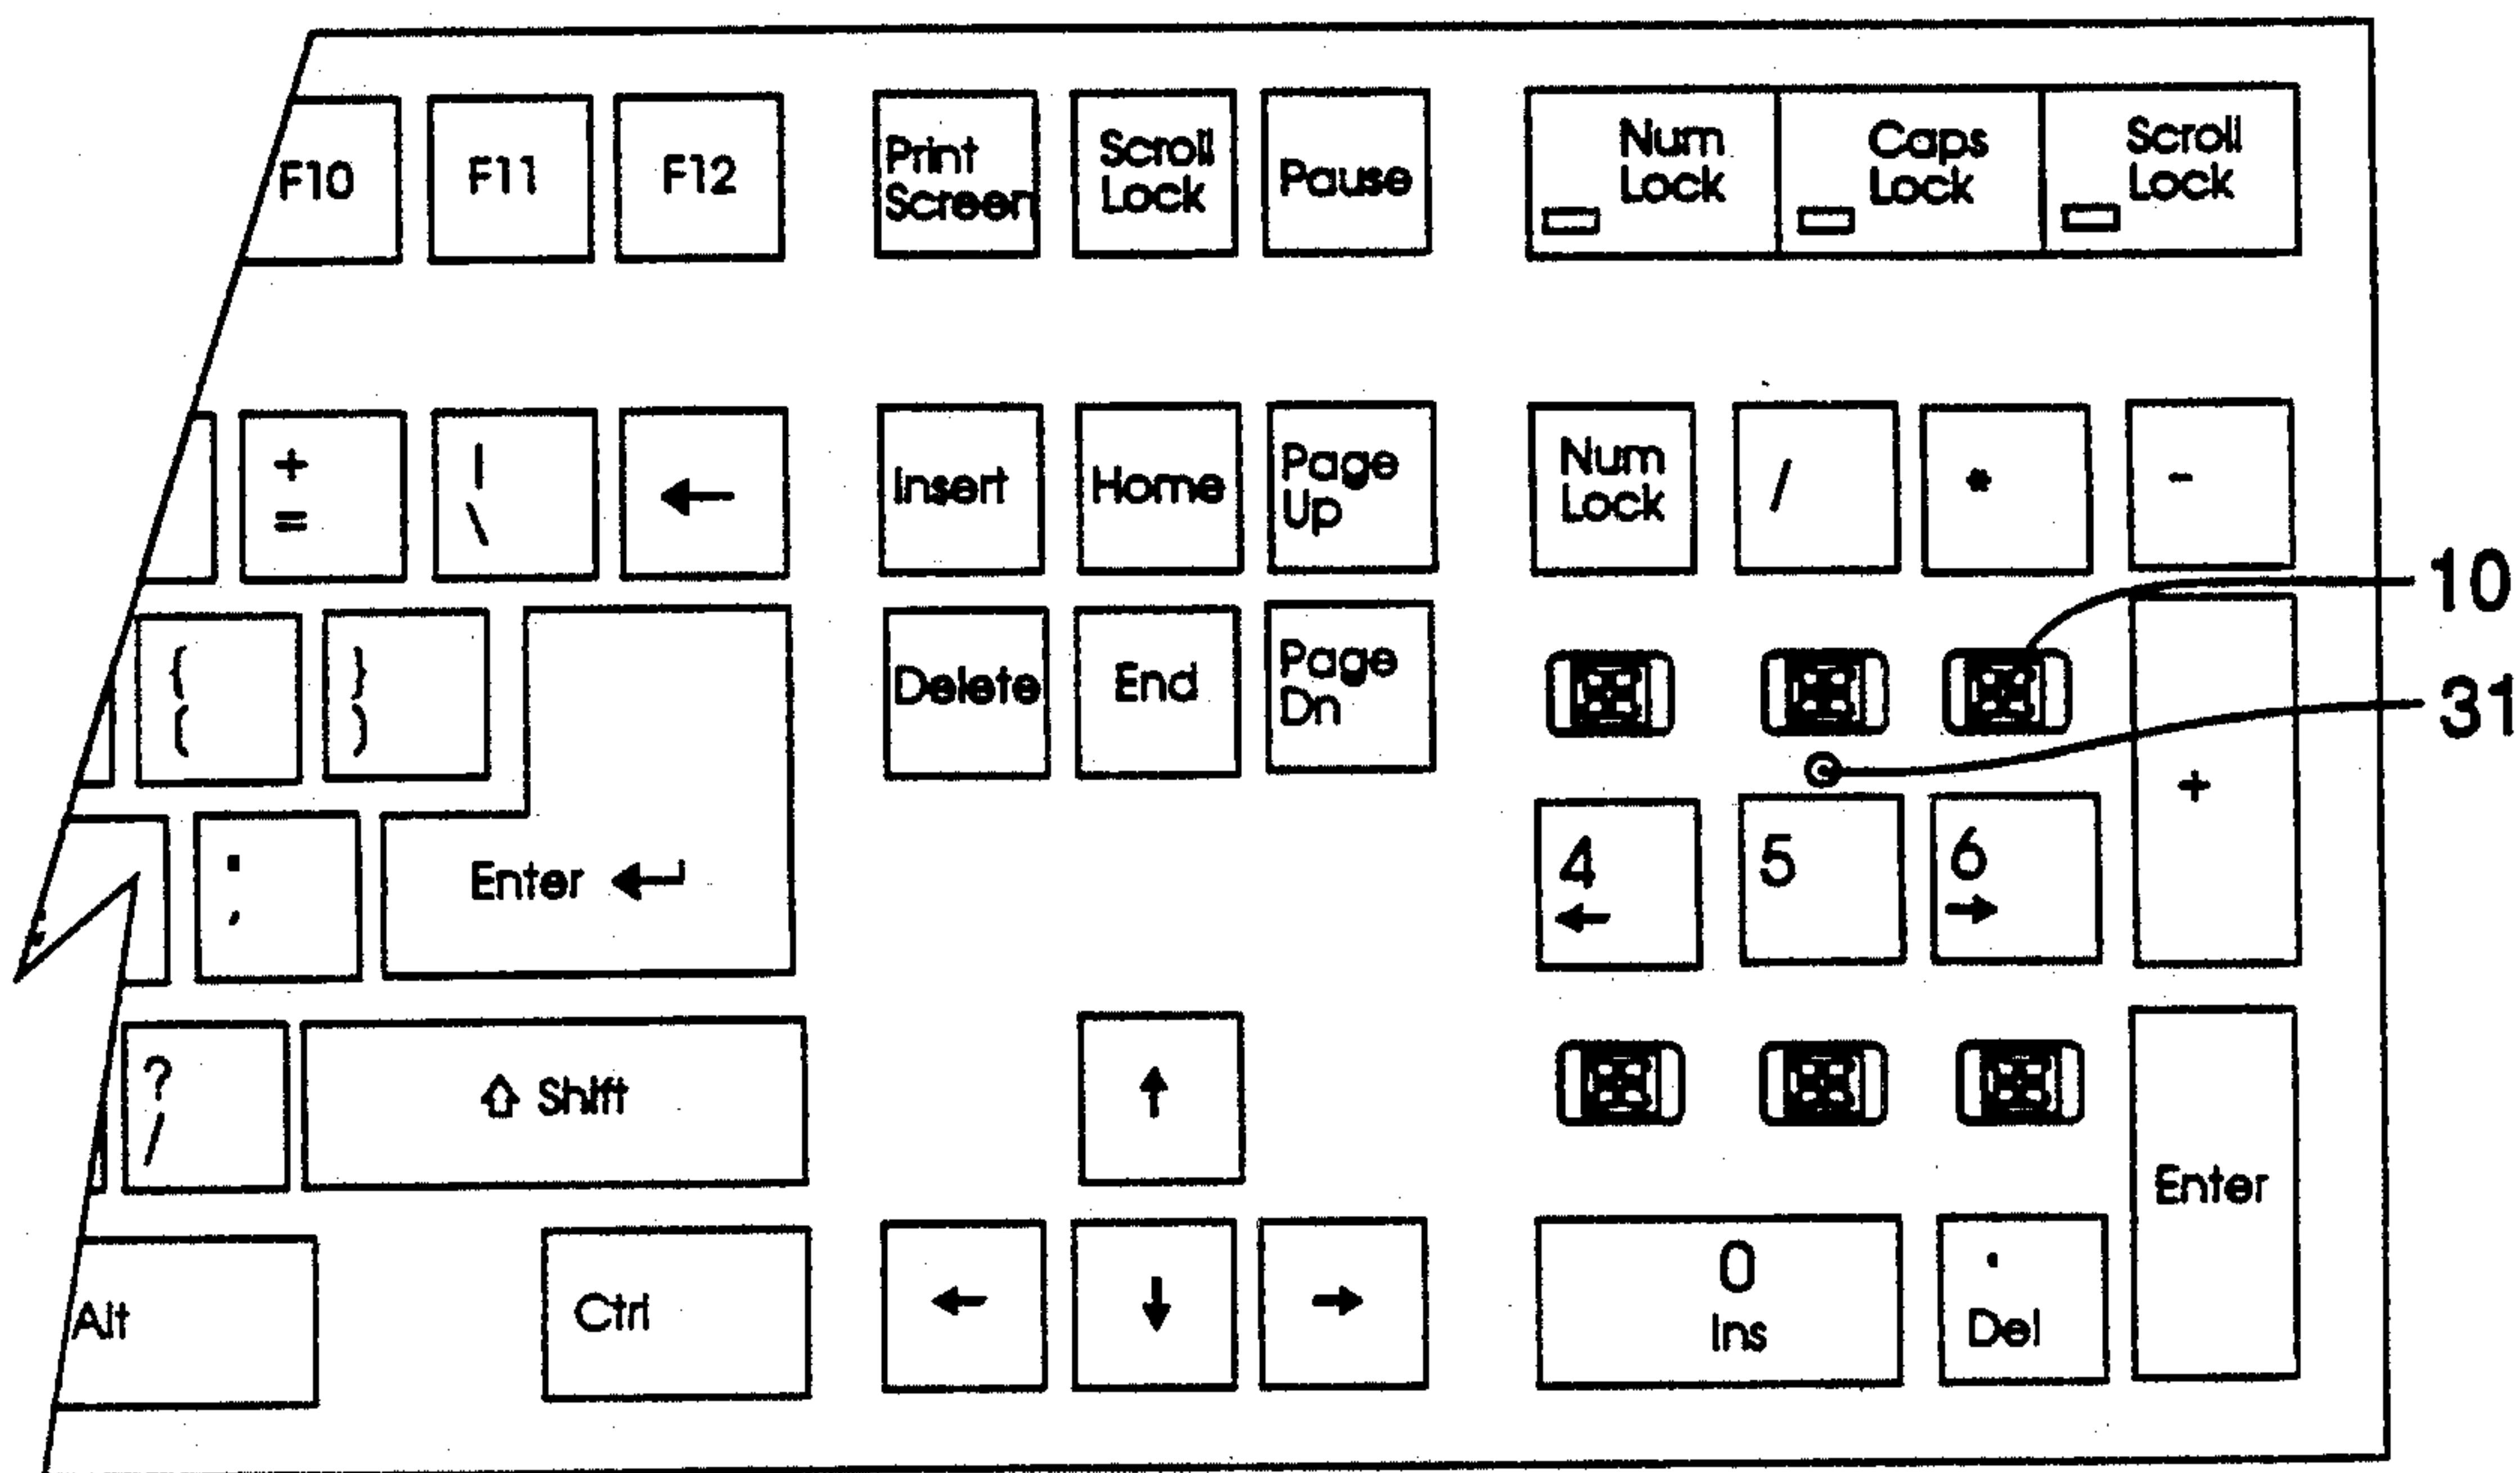 F10 F11 F12 Print Screen Scroll Lock Pause Num Lock Caps Lock Scroll Lock
+ | ← Insert Home Page Up Num Lock / * -
= \
10
{ } Delete End Page Dn
( )
31
+
: Enter ↵ 4 5 6
, ← →
? ⇧ Shift ↑
/
Enter
Alt Ctrl ← ↓ → 0 .
Ins Del